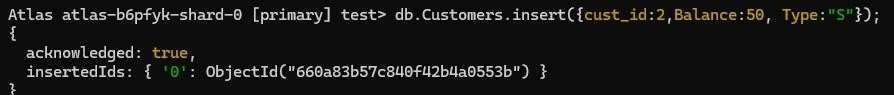 Atlas atlas-b6pfyk-shard-0 [primary] test> db.Customers.insert({cust_id:2,Balance:50, Type:"S"});
{
  acknowledged: true,
  insertedIds: { '0': ObjectId("660a83b57c840f42b4a0553b") }
}